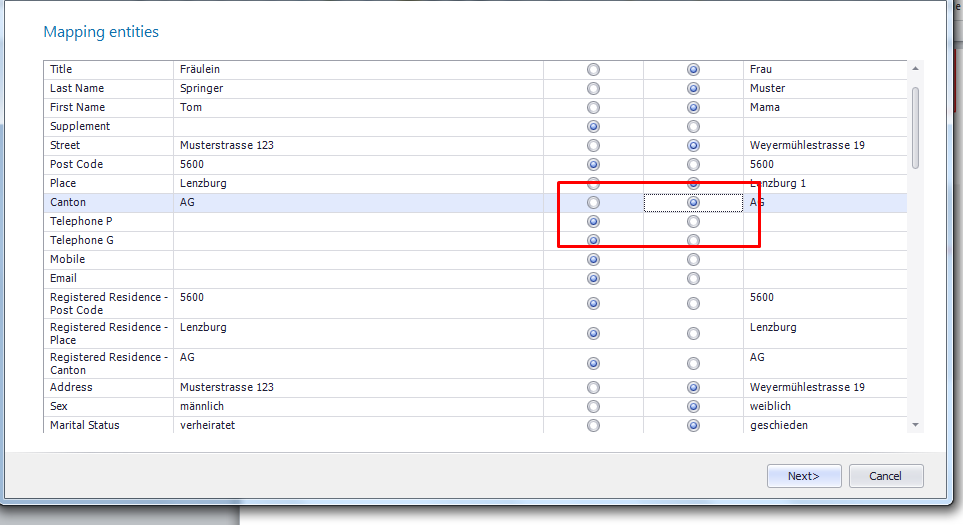 Mapping entities
Title Fräulein Frau
Last Name Springer Muster
First Name Tom Mama
Supplement
Street Musterstrasse 123 Weyermühlestrasse 19
Post Code 5600 5600
Place Lenzburg Lenzburg 1
Canton AG AG
Telephone P
Telephone G
Mobile
Email
Registered Residence - 5600 5600
Post Code
Registered Residence - Lenzburg Lenzburg
Place
Registered Residence - AG AG
Canton
Address Musterstrasse 123 Weyermühlestrasse 19
Sex männlich weiblich
Marital Status verheiratet geschieden
Next> Cancel